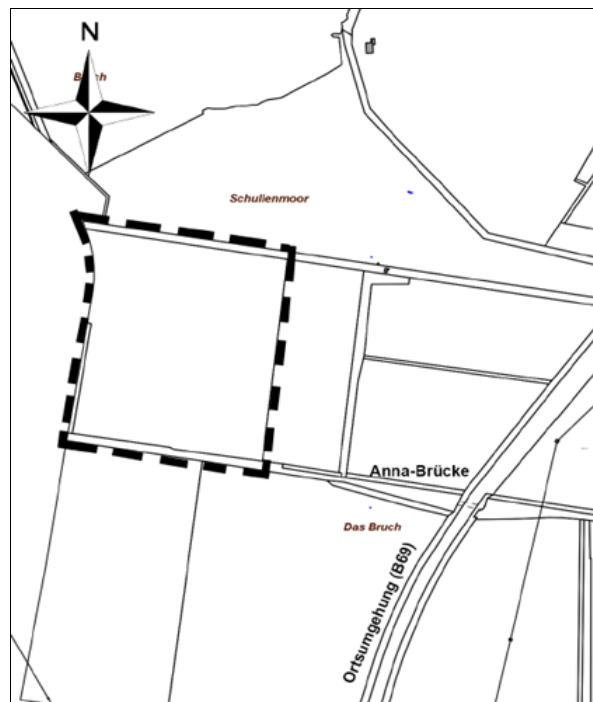 N
Schullenmoor
Anna-Brücke
Das Bruch
Ortsumgehung (B69)